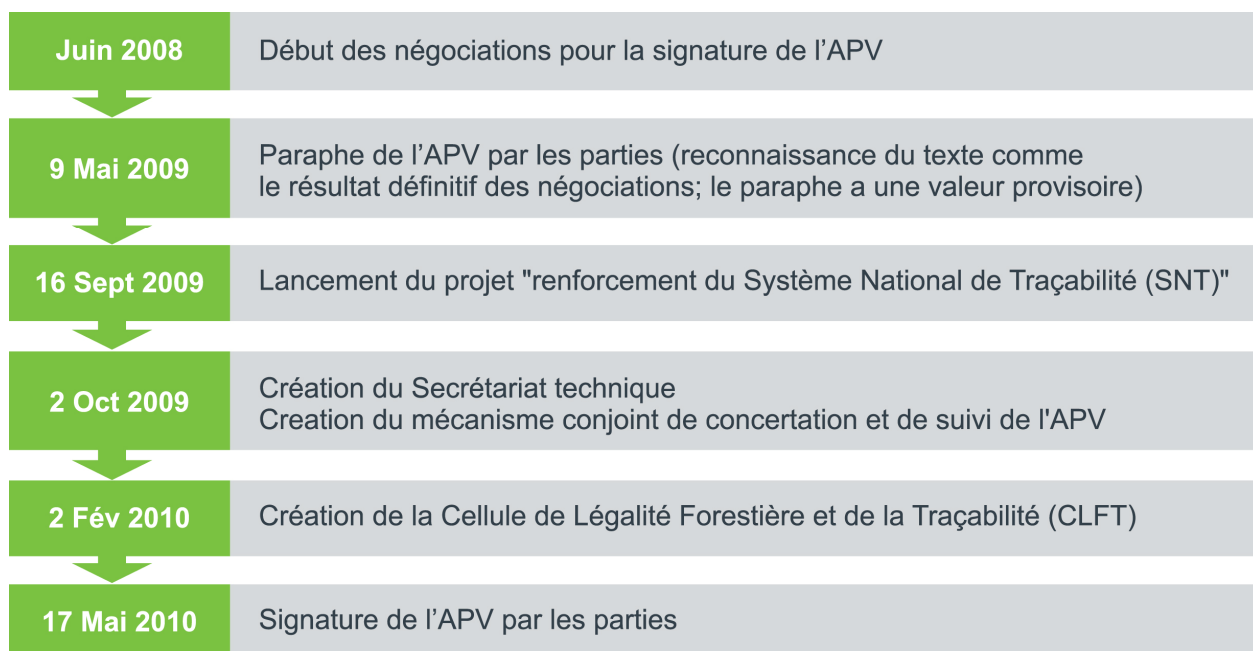 Juin 2008
Début des négociations pour la signature de l’APV
9 Mai 2009
Paraphe de l’APV par les parties (reconnaissance du texte comme
le résultat définitif des négociations; le paraphe a une valeur provisoire)
16 Sept 2009
Lancement du projet "renforcement du Système National de Traçabilité (SNT)"
2 Oct 2009
Création du Secrétariat technique
Creation du mécanisme conjoint de concertation et de suivi de l'APV
2 Fév 2010
Création de la Cellule de Légalité Forestière et de la Traçabilité (CLFT)
17 Mai 2010
Signature de l’APV par les parties